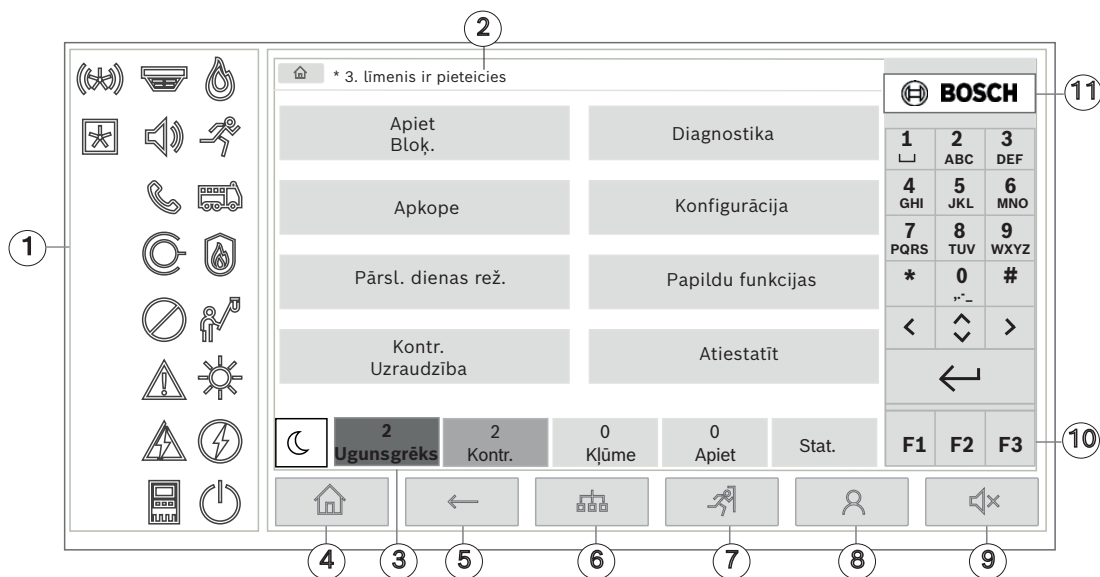 2
* 3. līmenis ir pieteicies
BOSCH
11
Apiet
Bloķ.
Diagnostika
1
2
ABC
3
DEF
Apkope
Konfigurācija
4
GHI
5
JKL
6
MNO
1
7
PQRS
8
TUV
9
WXYZ
Pārsl. dienas rež.
Papildu funkcijas
*
0
,.-_
#
<
>
Kontr.
Uzraudzība
Atiestatīt
2
Ugunsgrēks
2
Kontr.
0
Kļūme
0
Apiet
Stat.
F1
F2
F3
10
4
3
5
6
7
8
9